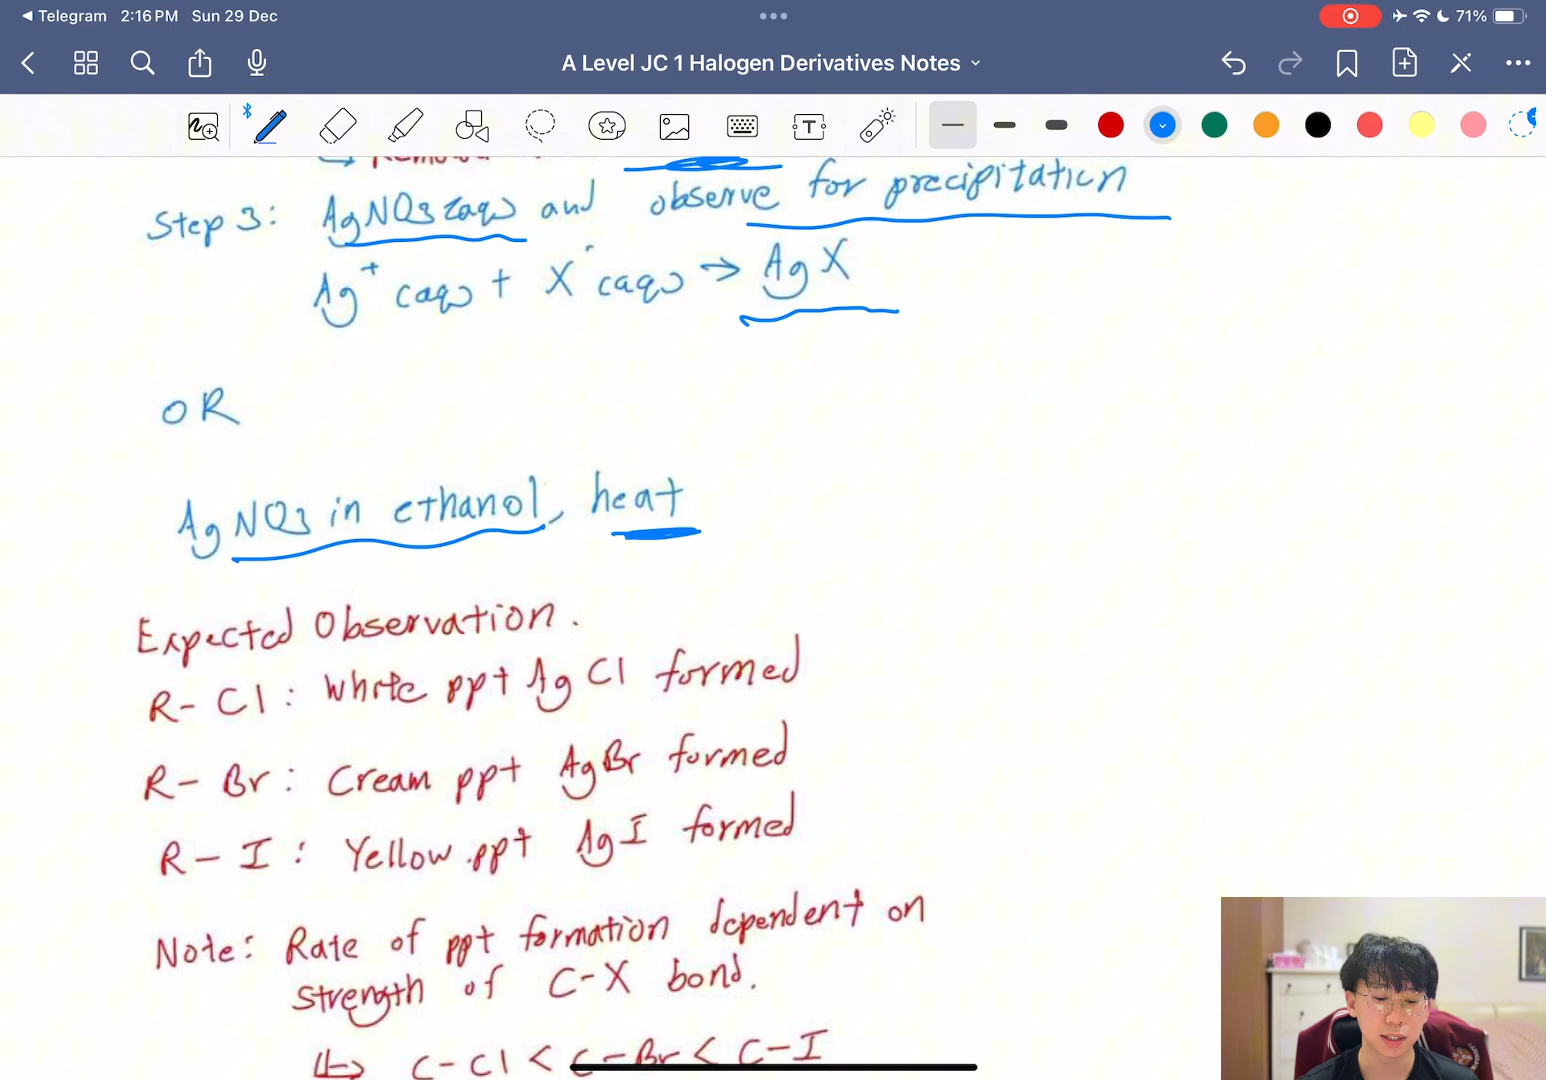 Telegram 2:16 PM Sun 29 Dec
71%
A Level JC 1 Halogen Derivatives Notes
T
Step 3: AgNO3 (aq) and observe for precipitation
Ag+ (aq) + X- (aq) → AgX
OR
AgNO3 in ethanol, heat
Expected Observation.
R- Cl : White ppt AgCl formed
R- Br : Cream ppt AgBr formed
R- I : Yellow ppt AgI formed
Note: Rate of ppt formation dependent on
strength of C-X bond.
↳ C-Cl < C-Br < C-I